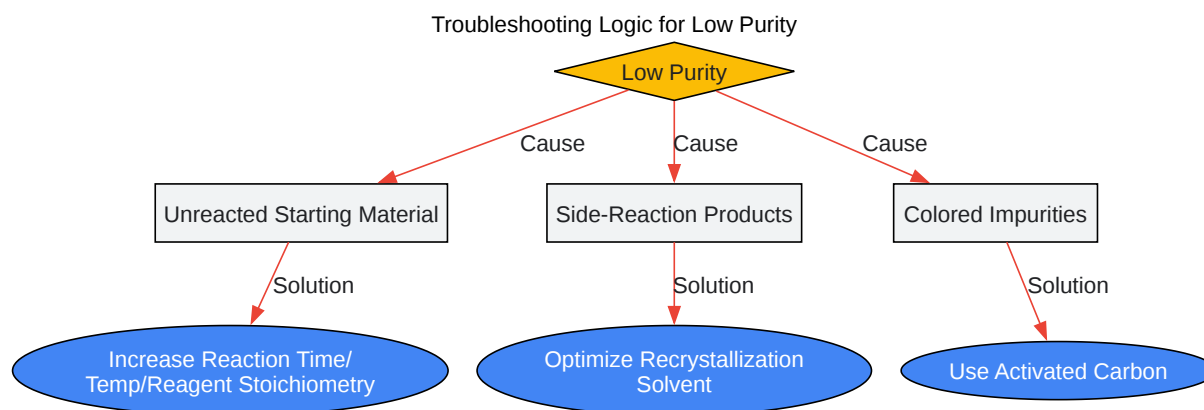 Troubleshooting Logic for Low Purity
Low Purity
Cause
Cause
Cause
Unreacted Starting Material
Side-Reaction Products
Colored Impurities
Solution
Solution
Solution
Increase Reaction Time/
Temp/Reagent Stoichiometry
Optimize Recrystallization
Solvent
Use Activated Carbon